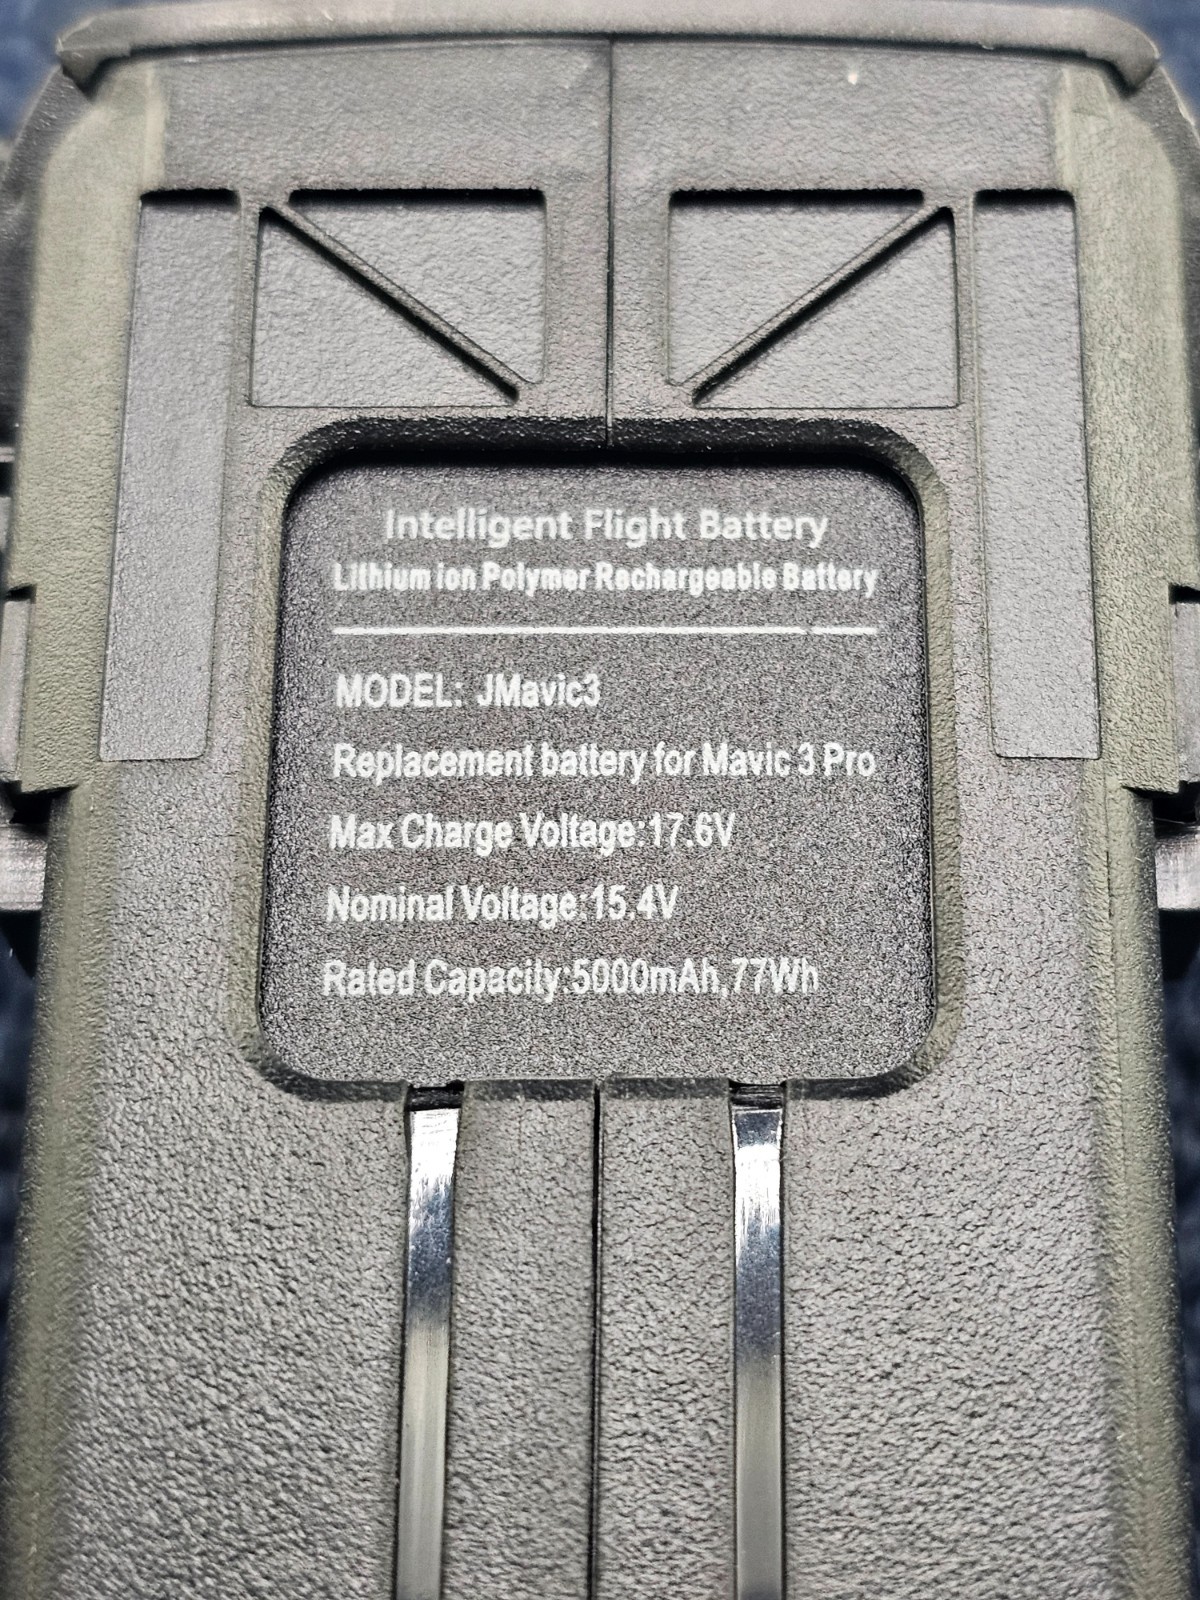 Intelligent Flight Battery
Lithium ion Polymer Rechargeable Battery
MODEL: JMavic3
Replacement battery for Mavic 3 Pro
Max Charge Voltage:17.6V
Nominal Voltage:15.4V
Rated Capacity:5000mAh,77Wh